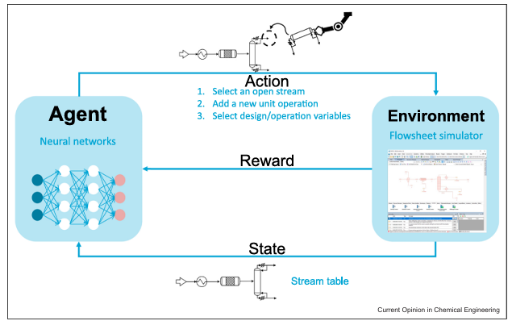 Action
1. Select an open stream
2. Add a new unit operation
3. Select design/operation variables
Agent
Neural networks
Environment
Flowsheet simulator
Reward
State
Stream table
Current Opinion in Chemical Engineering